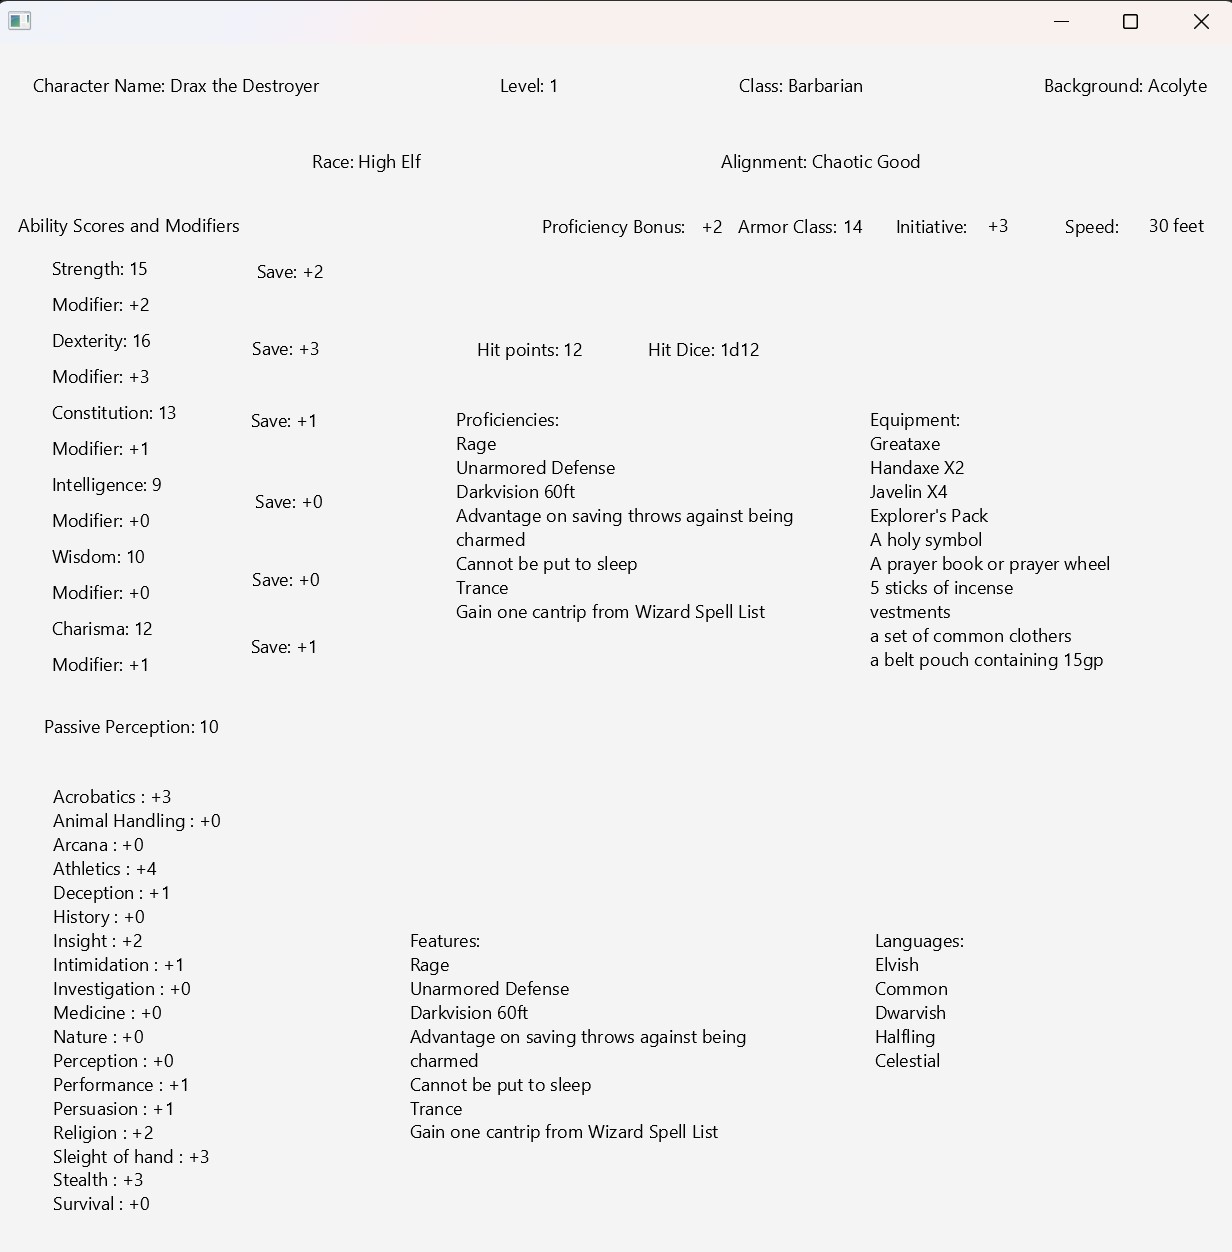 Character Name: Drax the Destroyer Level: 1 Class: Barbarian Background: Acolyte
Race: High Elf Alignment: Chaotic Good
Ability Scores and Modifiers Proficiency Bonus: +2 Armor Class: 14 Initiative: +3 Speed: 30 feet
Strength: 15
Save: +2
Modifier: +2
Dexterity: 16
Save: +3
Modifier: +3
Constitution: 13
Save: +1
Modifier: +1
Intelligence: 9
Save: +0
Modifier: +0
Wisdom: 10
Save: +0
Modifier: +0
Charisma: 12
Save: +1
Modifier: +1
Hit points: 12 Hit Dice: 1d12
Proficiencies:
Rage
Unarmored Defense
Darkvision 60ft
Advantage on saving throws against being
charmed
Cannot be put to sleep
Trance
Gain one cantrip from Wizard Spell List
Equipment:
Greataxe
Handaxe X2
Javelin X4
Explorer's Pack
A holy symbol
A prayer book or prayer wheel
5 sticks of incense
vestments
a set of common clothers
a belt pouch containing 15gp
Passive Perception: 10
Acrobatics : +3
Animal Handling : +0
Arcana : +0
Athletics : +4
Deception : +1
History : +0
Insight : +2
Intimidation : +1
Investigation : +0
Medicine : +0
Nature : +0
Perception : +0
Performance : +1
Persuasion : +1
Religion : +2
Sleight of hand : +3
Stealth : +3
Survival : +0
Features:
Rage
Unarmored Defense
Darkvision 60ft
Advantage on saving throws against being
charmed
Cannot be put to sleep
Trance
Gain one cantrip from Wizard Spell List
Languages:
Elvish
Common
Dwarvish
Halfling
Celestial